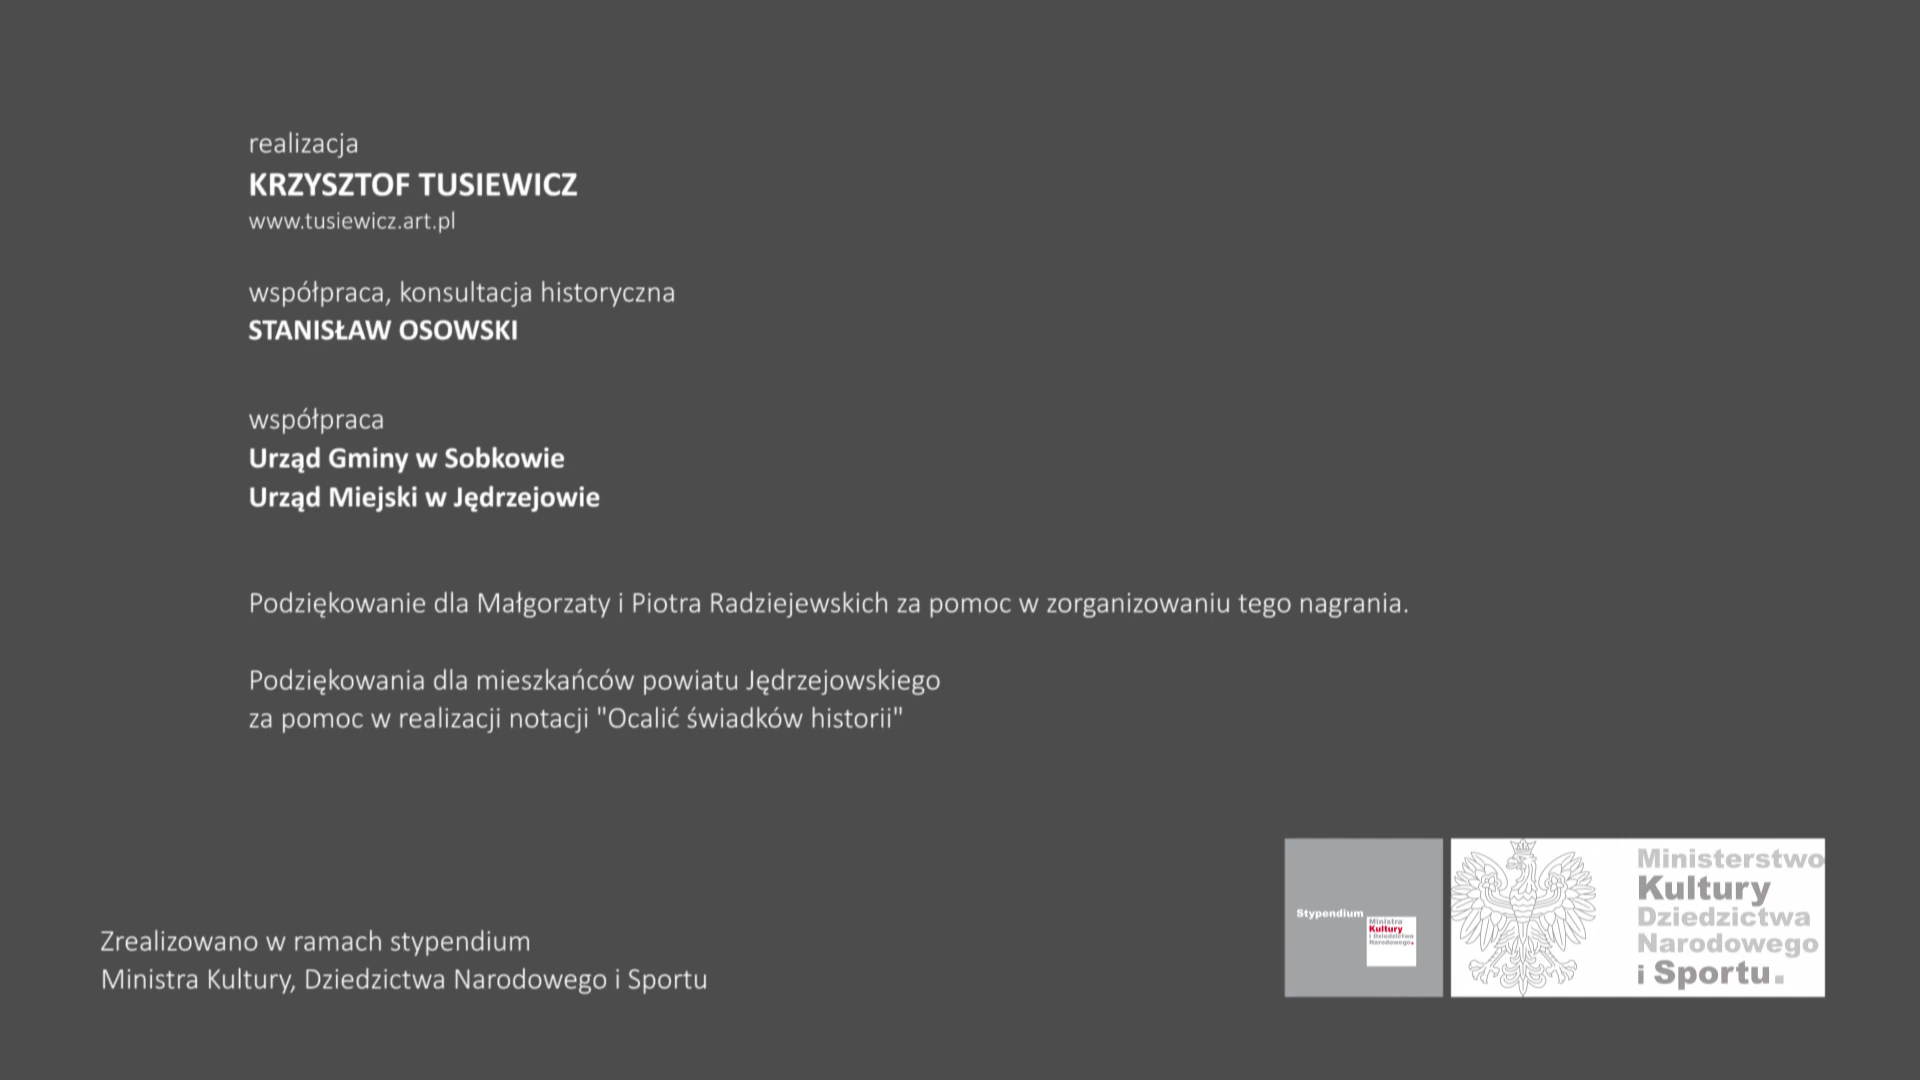 realizacja
KRZYSZTOF TUSIEWICZ
www.tusiewicz.art.pl
współpraca, konsultacja historyczna
STANISŁAW OSOWSKI
współpraca
Urząd Gminy w Sobkowie
Urząd Miejski w Jędrzejowie
Podziękowanie dla Małgorzaty i Piotra Radziejewskich za pomoc w zorganizowaniu tego nagrania.
Podziękowania dla mieszkańców powiatu Jędrzejowskiego
za pomoc w realizacji notacji "Ocalić świadków historii"
Zrealizowano w ramach stypendium
Ministra Kultury, Dziedzictwa Narodowego i Sportu
Stypendium
Ministra
Kultury
i Dziedzictwa
Narodowego.
Ministerstwo
Kultury
Dziedzictwa
Narodowego
i Sportu.